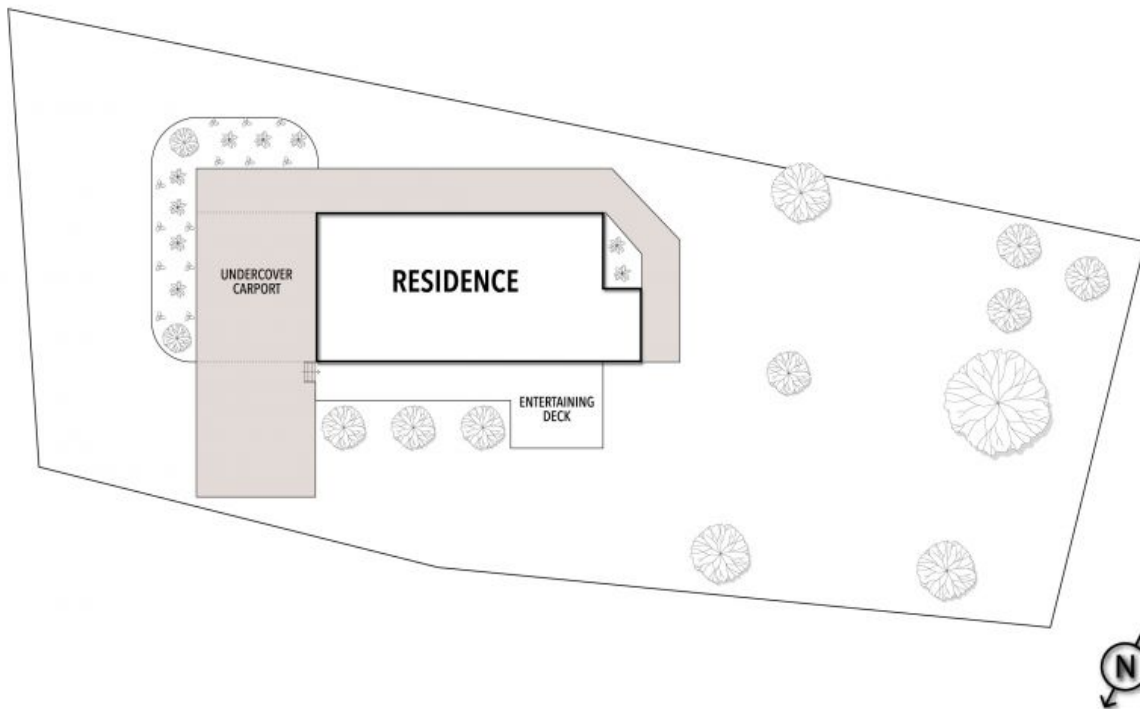 UNDERCOVER
CARPORT
RESIDENCE
ENTERTAINING
DECK
N